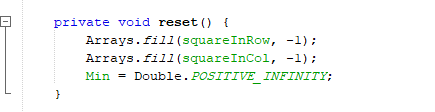 private void reset() {
Arrays.fill(squareInRow, -1);
Arrays.fill(squareInCol, -1);
Min = Double.POSITIVE_INFINITY;
}